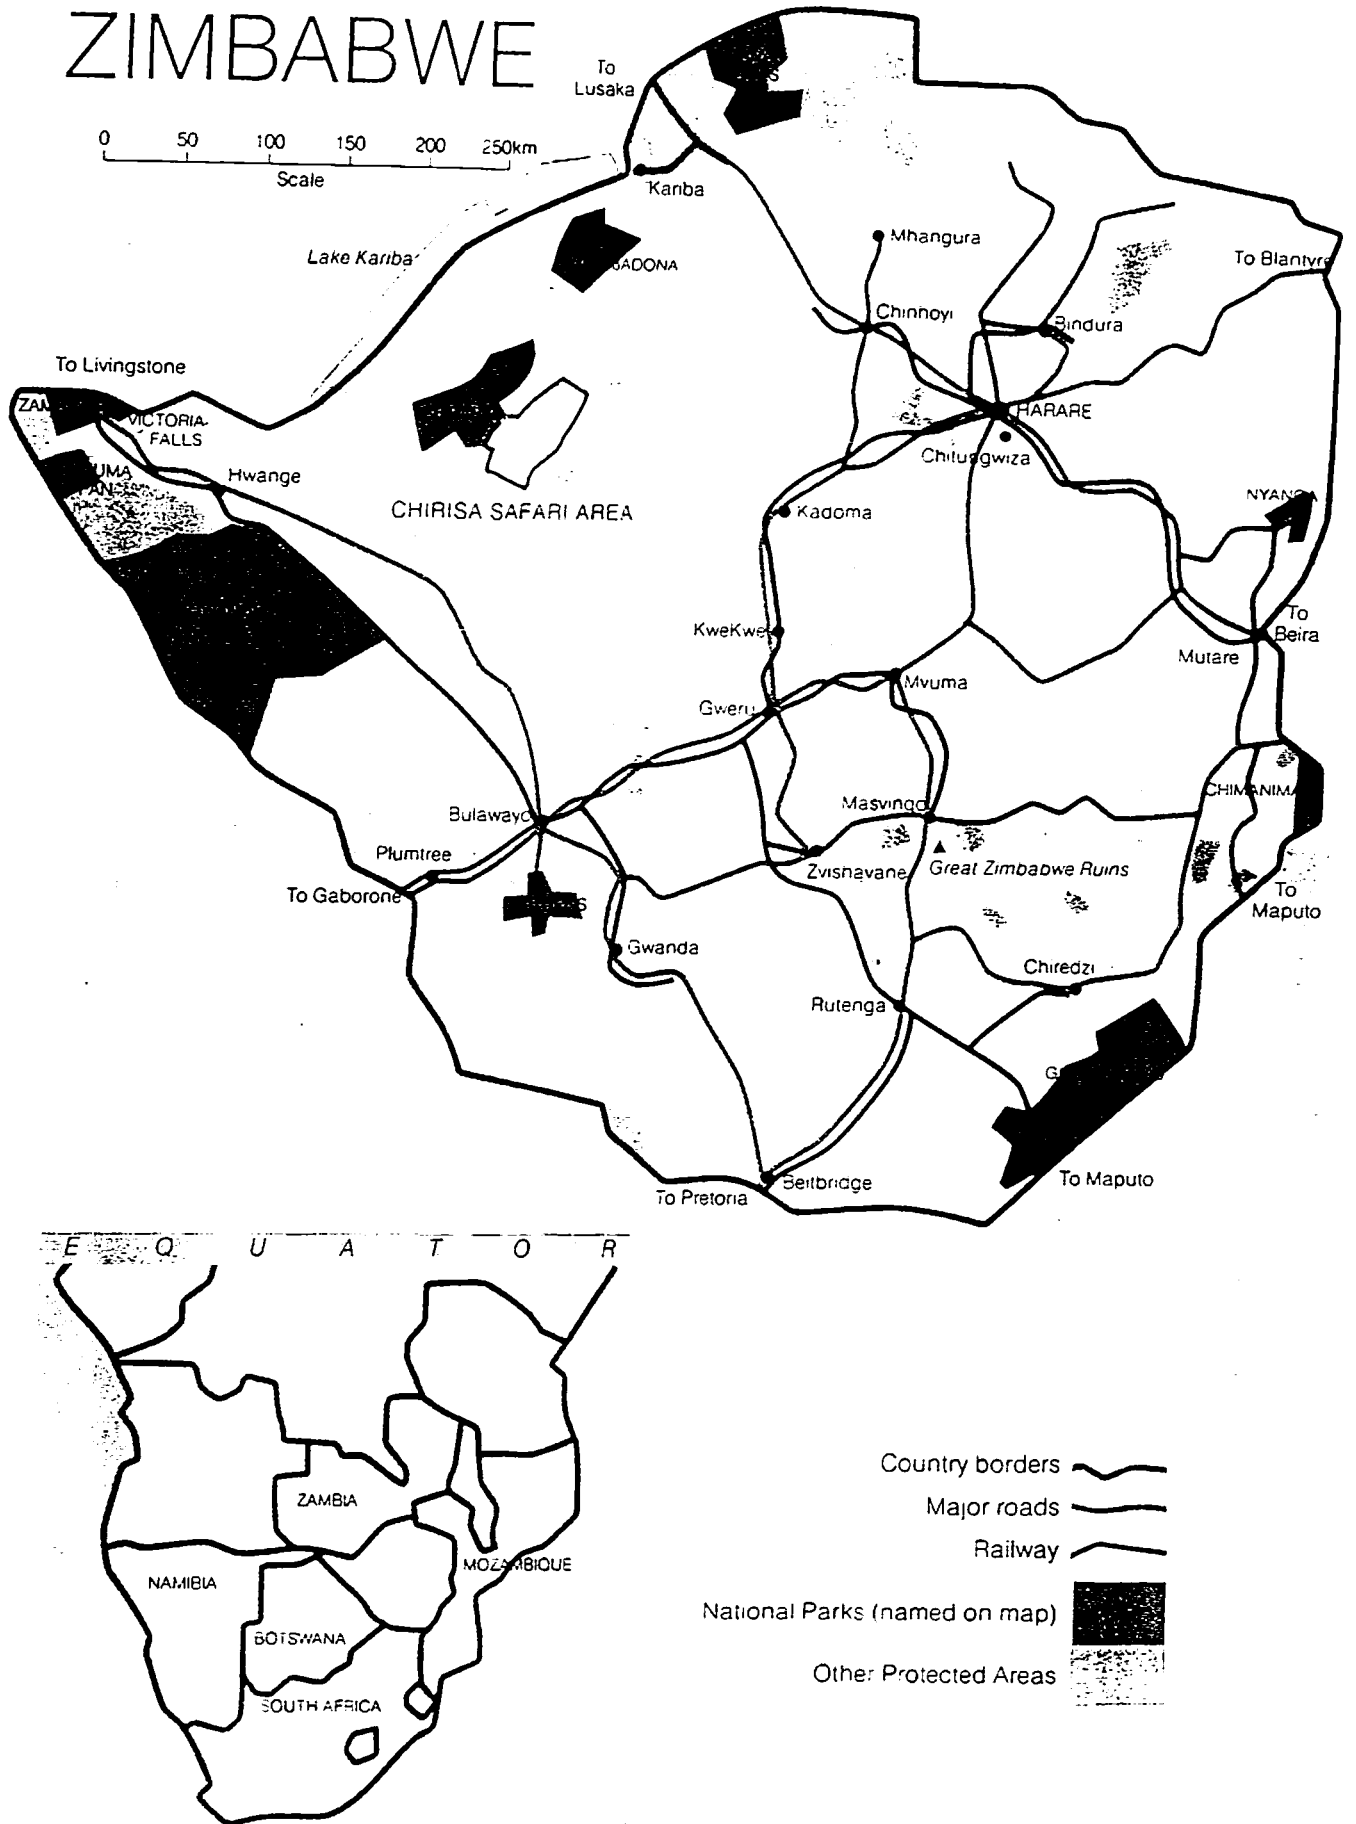 ZIMBABWE
To
Lusaka
0 50 100 150 200 250km
Scale
Kariba
Lake Kariba
Mhangura
To Blantyre
Chinhoyi
Bindura
To Livingstone
VICTORIA
FALLS
Hwange
HARARE
Chitungwiza
CHIRISA SAFARI AREA
Kadoma
NYANGA
KweKwe
To
Beira
Mutare
Mvuma
Gweru
Masvingo
CHIMANIMA
Bulawayo
Plumtree
Zvishavane
Great Zimbabwe Ruins
To Gaborone
To
Maputo
Gwanda
Chiredzi
Rutenga
To Maputo
To Pretoria
Beitbridge
E Q U A T O R
ZAMBIA
MOZAMBIQUE
NAMIBIA
BOTSWANA
SOUTH AFRICA
Country borders
Major roads
Railway
National Parks (named on map)
Other Protected Areas